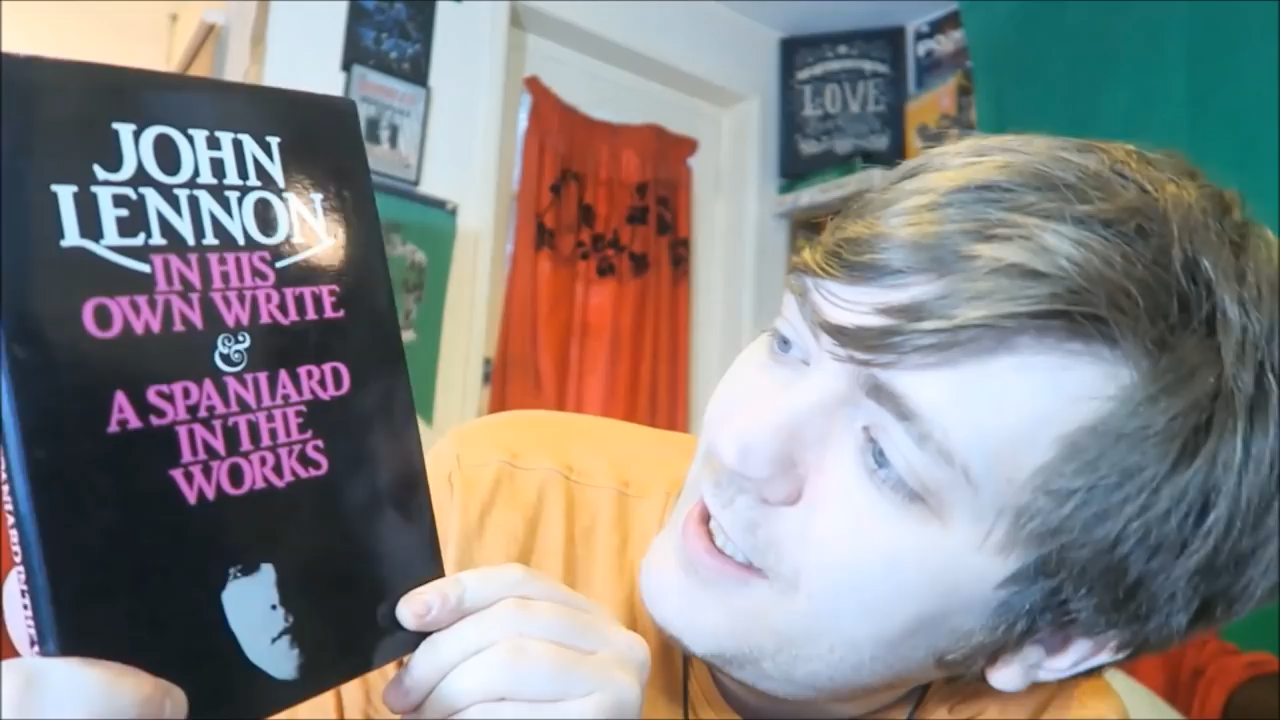 JOHN
LENNON
IN HIS
OWN WRITE
&
A SPANIARD
IN THE
WORKS
LOVE